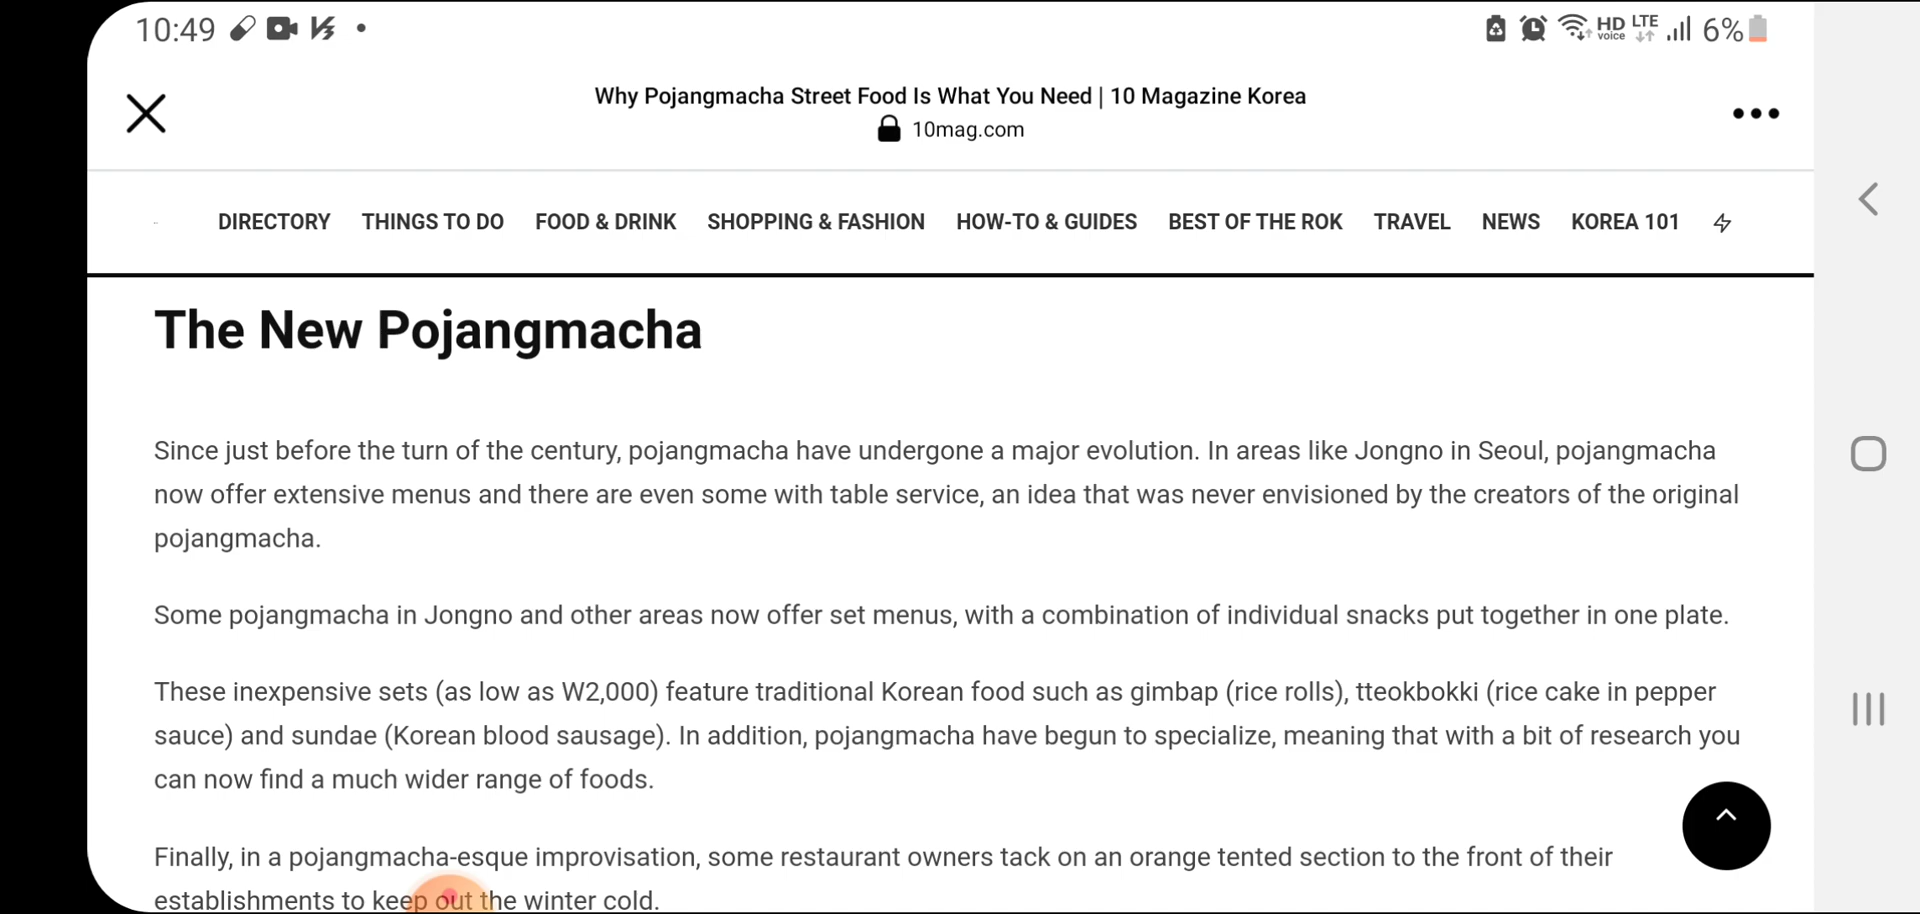 10:49
HD voice LTE 6%
Why Pojangmacha Street Food Is What You Need | 10 Magazine Korea
10mag.com
DIRECTORY THINGS TO DO FOOD & DRINK SHOPPING & FASHION HOW-TO & GUIDES BEST OF THE ROK TRAVEL NEWS KOREA 101
The New Pojangmacha
Since just before the turn of the century, pojangmacha have undergone a major evolution. In areas like Jongno in Seoul, pojangmacha
now offer extensive menus and there are even some with table service, an idea that was never envisioned by the creators of the original
pojangmacha.
Some pojangmacha in Jongno and other areas now offer set menus, with a combination of individual snacks put together in one plate.
These inexpensive sets (as low as W2,000) feature traditional Korean food such as gimbap (rice rolls), tteokbokki (rice cake in pepper
sauce) and sundae (Korean blood sausage). In addition, pojangmacha have begun to specialize, meaning that with a bit of research you
can now find a much wider range of foods.
Finally, in a pojangmacha-esque improvisation, some restaurant owners tack on an orange tented section to the front of their
establishments to keep out the winter cold.